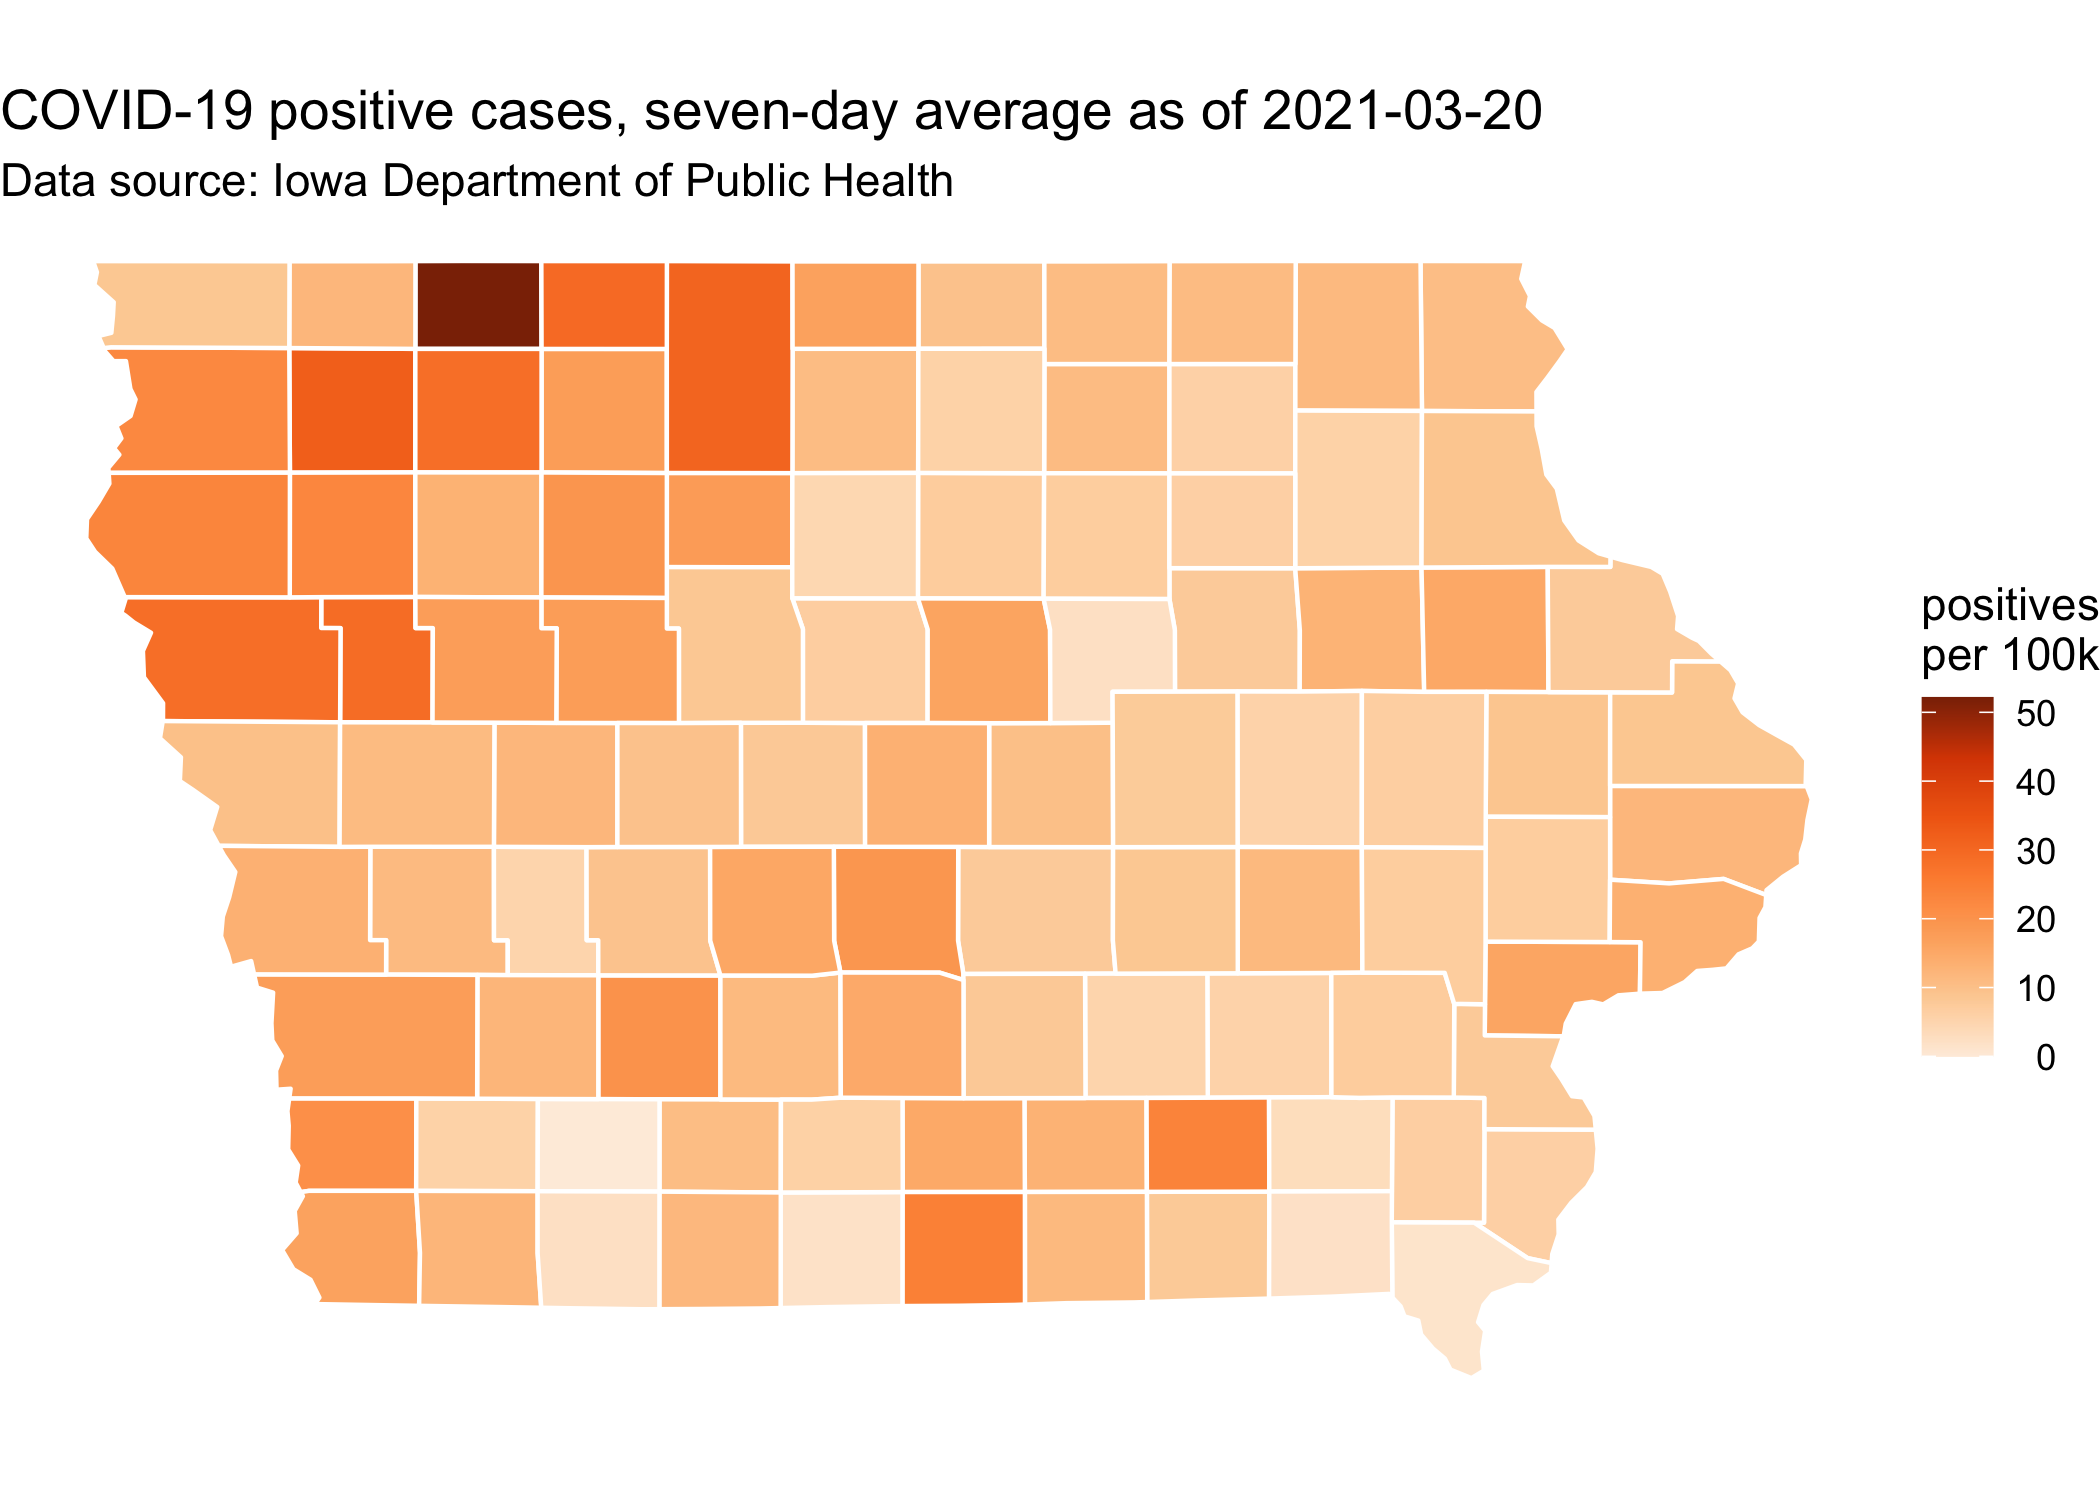 COVID-19 positive cases, seven-day average as of 2021-03-20
Data source: Iowa Department of Public Health
positives
per 100k
50
40
30
20
10
0